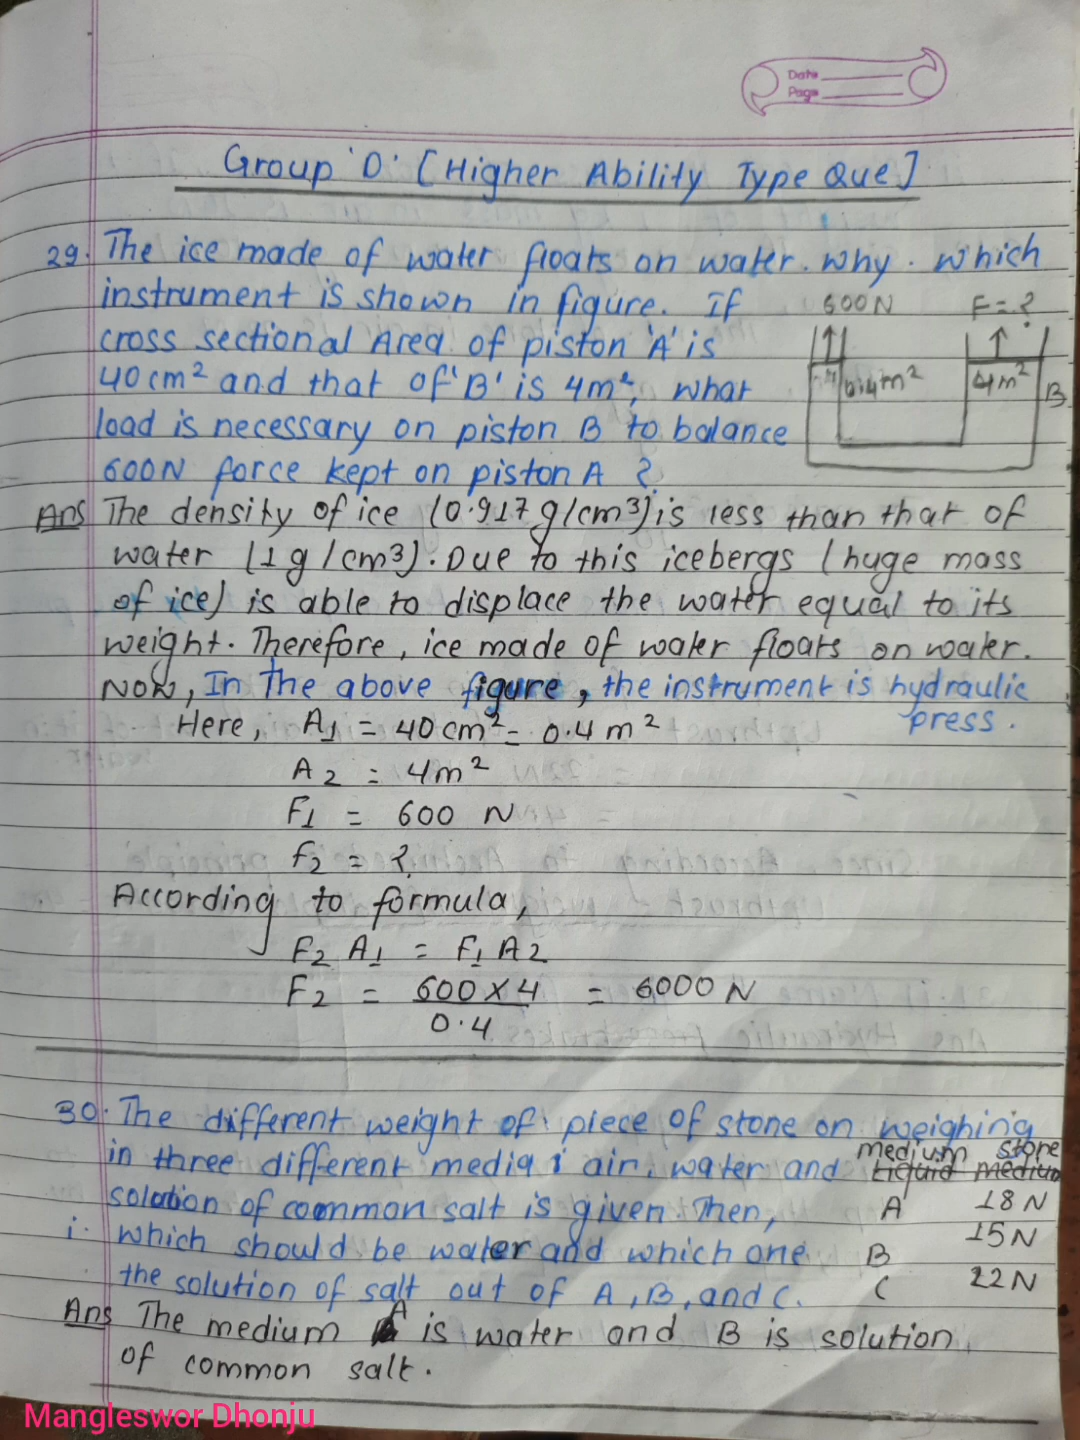 Date
Page
Group 'D' [Higher Ability Type Que]
29. The ice made of water floats on water. why. which
instrument is shown in figure. If
cross sectional Area of piston 'A' is
40 cm² and that of 'B' is 4m², what
load is necessary on piston B to balance
600N force kept on piston A ?
600N F = ?
0.4m² 4m² B
Ans The density of ice (0.917 g/cm3) is less than that of
water (1 g/cm3). Due to this icebergs (huge mass
of ice) is able to displace the water equal to its
weight. Therefore, ice made of water floats on water.
Now, In the above figure, the instrument is hydraulic
press.
Here, A1 = 40 cm² = 0.4 m²
A2 = 4m²
F1 = 600 N
f2 = ?
According to formula,
F2 A1 = F1 A2
F2 = 600 X 4 = 6000 N
0.4
30. The different weight of piece of stone on weighing
in three different media i air, water and
solation of common salt is given. Then,
i. which should be water and which one
the solution of salt out of A, B, and C.
medium stone
Liquid medium
A 18 N
B 15 N
C 22 N
Ans The medium A is water and B is solution
of common salt.
Mangleswor Dhonju